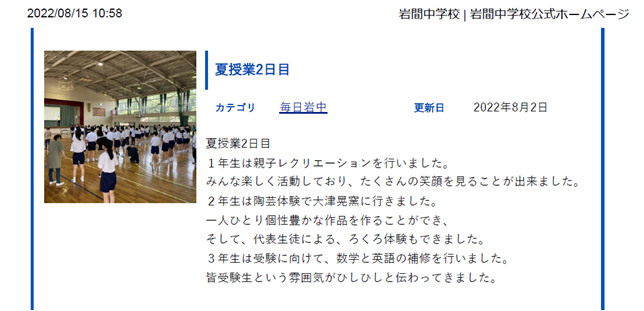 2022/08/15 10:58
岩間中学校 | 岩間中学校公式ホームページ
夏授業2日目
カテゴリ 毎日岩中 更新日 2022年8月2日
夏授業2日目
１年生は親子レクリエーションを行いました。
みんな楽しく活動しており、たくさんの笑顔を見ることが出来ました。
２年生は陶芸体験で大津晃窯に行きました。
一人ひとり個性豊かな作品を作ることができ、
そして、代表生徒による、ろくろ体験もできました。
３年生は受験に向けて、数学と英語の補修を行いました。
皆受験生という雰囲気がひしひしと伝わってきました。